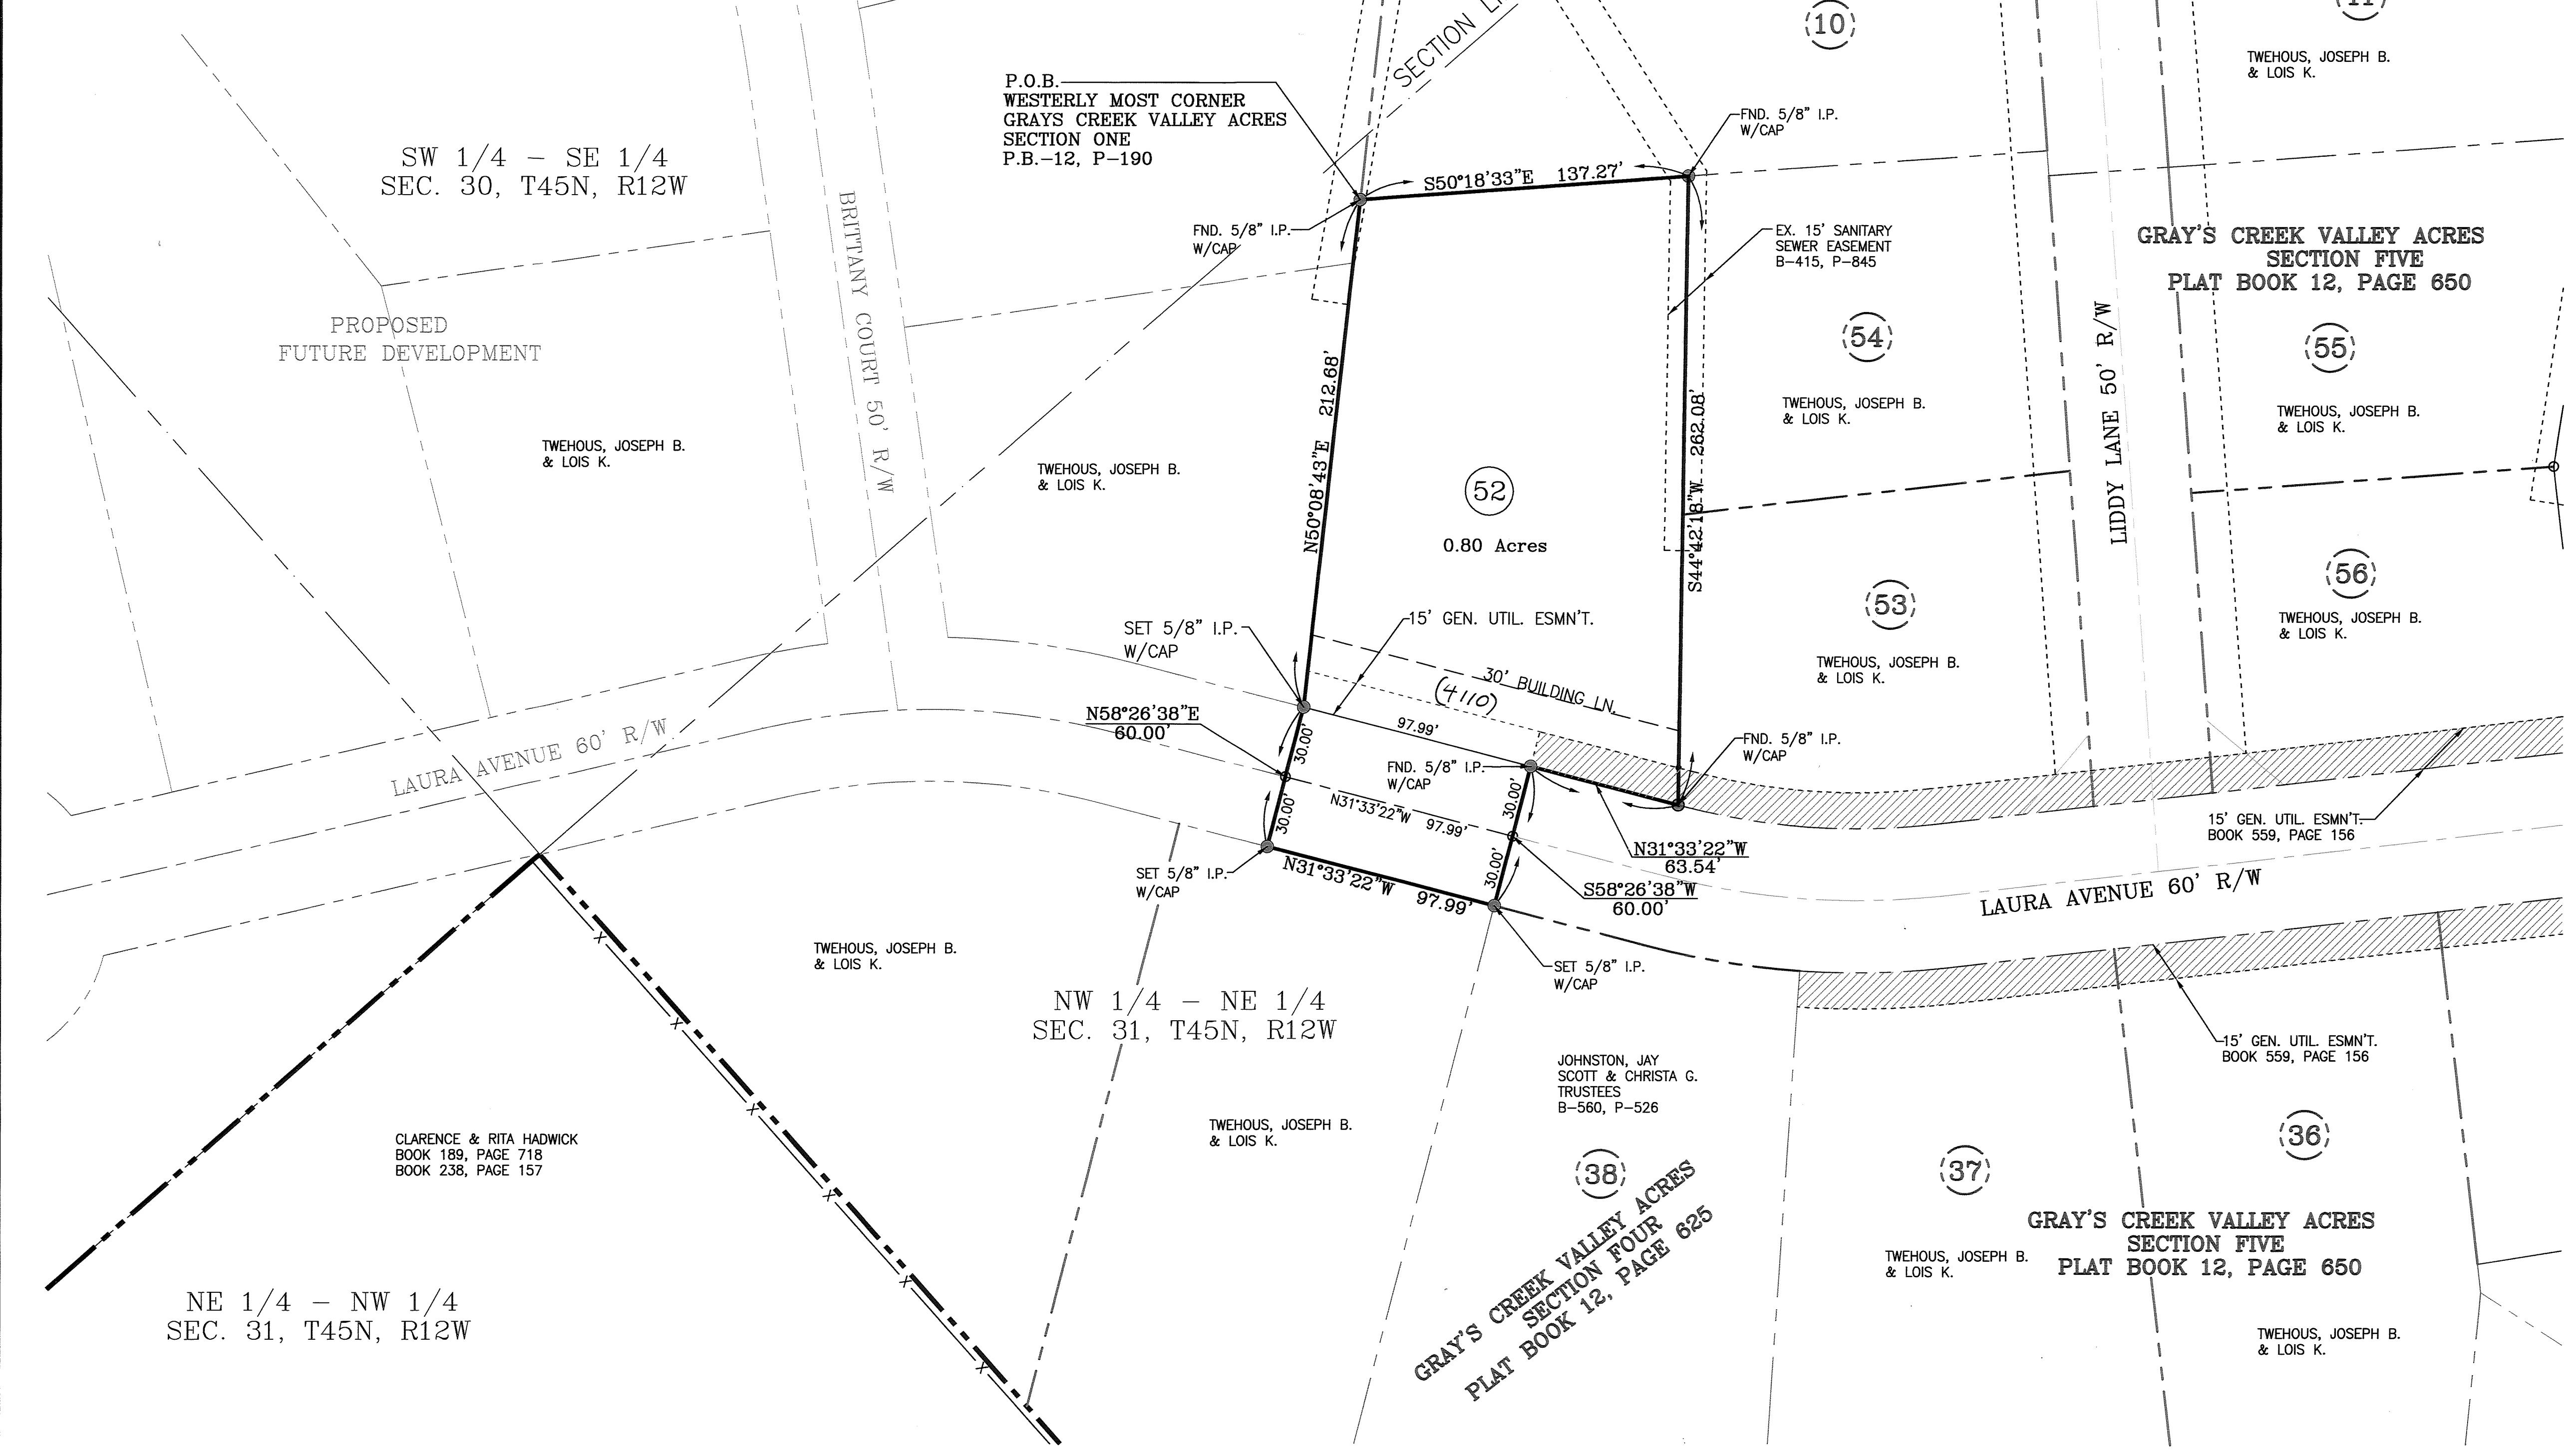 SECTION
10
TWEHOUS, JOSEPH B.
& LOIS K.
P.O.B.
WESTERLY MOST CORNER
GRAYS CREEK VALLEY ACRES
SECTION ONE
P.B.-12, P-190
FND. 5/8" I.P.
W/CAP
SW 1/4 - SE 1/4
SEC. 30, T45N, R12W
S50°18'33"E 137.27'
BRITTANY COURT 50' R/W
FND. 5/8" I.P.
W/CAP
EX. 15' SANITARY
SEWER EASEMENT
B-415, P-845
GRAY'S CREEK VALLEY ACRES
SECTION FIVE
PLAT BOOK 12, PAGE 650
PROPOSED
FUTURE DEVELOPMENT
54
55
LIDDY LANE 50' R/W
N50°08'43"E 212.68'
S44°42'18"W 262.08'
TWEHOUS, JOSEPH B.
& LOIS K.
TWEHOUS, JOSEPH B.
& LOIS K.
TWEHOUS, JOSEPH B.
& LOIS K.
TWEHOUS, JOSEPH B.
& LOIS K.
52
0.80 Acres
53
56
TWEHOUS, JOSEPH B.
& LOIS K.
TWEHOUS, JOSEPH B.
& LOIS K.
SET 5/8" I.P.
W/CAP
15' GEN. UTIL. ESMN'T.
30' BUILDING LN.
(4110)
N58°26'38"E
60.00'
97.99'
30.00'
LAURA AVENUE 60' R/W
FND. 5/8" I.P.
W/CAP
FND. 5/8" I.P.
W/CAP
30.00'
N31°33'22"W 97.99'
30.00'
15' GEN. UTIL. ESMN'T.
BOOK 559, PAGE 156
N31°33'22"W
63.54'
SET 5/8" I.P.
W/CAP
N31°33'22"W 97.99'
30.00'
S58°26'38"W
60.00'
LAURA AVENUE 60' R/W
TWEHOUS, JOSEPH B.
& LOIS K.
SET 5/8" I.P.
W/CAP
NW 1/4 - NE 1/4
SEC. 31, T45N, R12W
15' GEN. UTIL. ESMN'T.
BOOK 559, PAGE 156
JOHNSTON, JAY
SCOTT & CHRISTA G.
TRUSTEES
B-560, P-526
TWEHOUS, JOSEPH B.
& LOIS K.
CLARENCE & RITA HADWICK
BOOK 189, PAGE 718
BOOK 238, PAGE 157
38
37
36
GRAY'S CREEK VALLEY ACRES
SECTION FOUR
PLAT BOOK 12, PAGE 625
GRAY'S CREEK VALLEY ACRES
SECTION FIVE
PLAT BOOK 12, PAGE 650
TWEHOUS, JOSEPH B.
& LOIS K.
NE 1/4 - NW 1/4
SEC. 31, T45N, R12W
TWEHOUS, JOSEPH B.
& LOIS K.